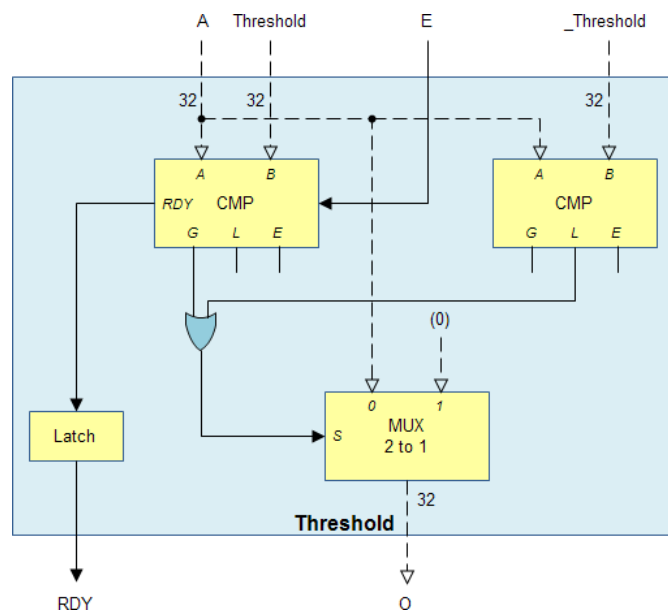 A
Threshold
E
_Threshold
32
32
32
A
B
RDY
CMP
G
L
E
A
B
CMP
G
L
E
(0)
0
1
S
MUX
2 to 1
Latch
32
Threshold
RDY
O